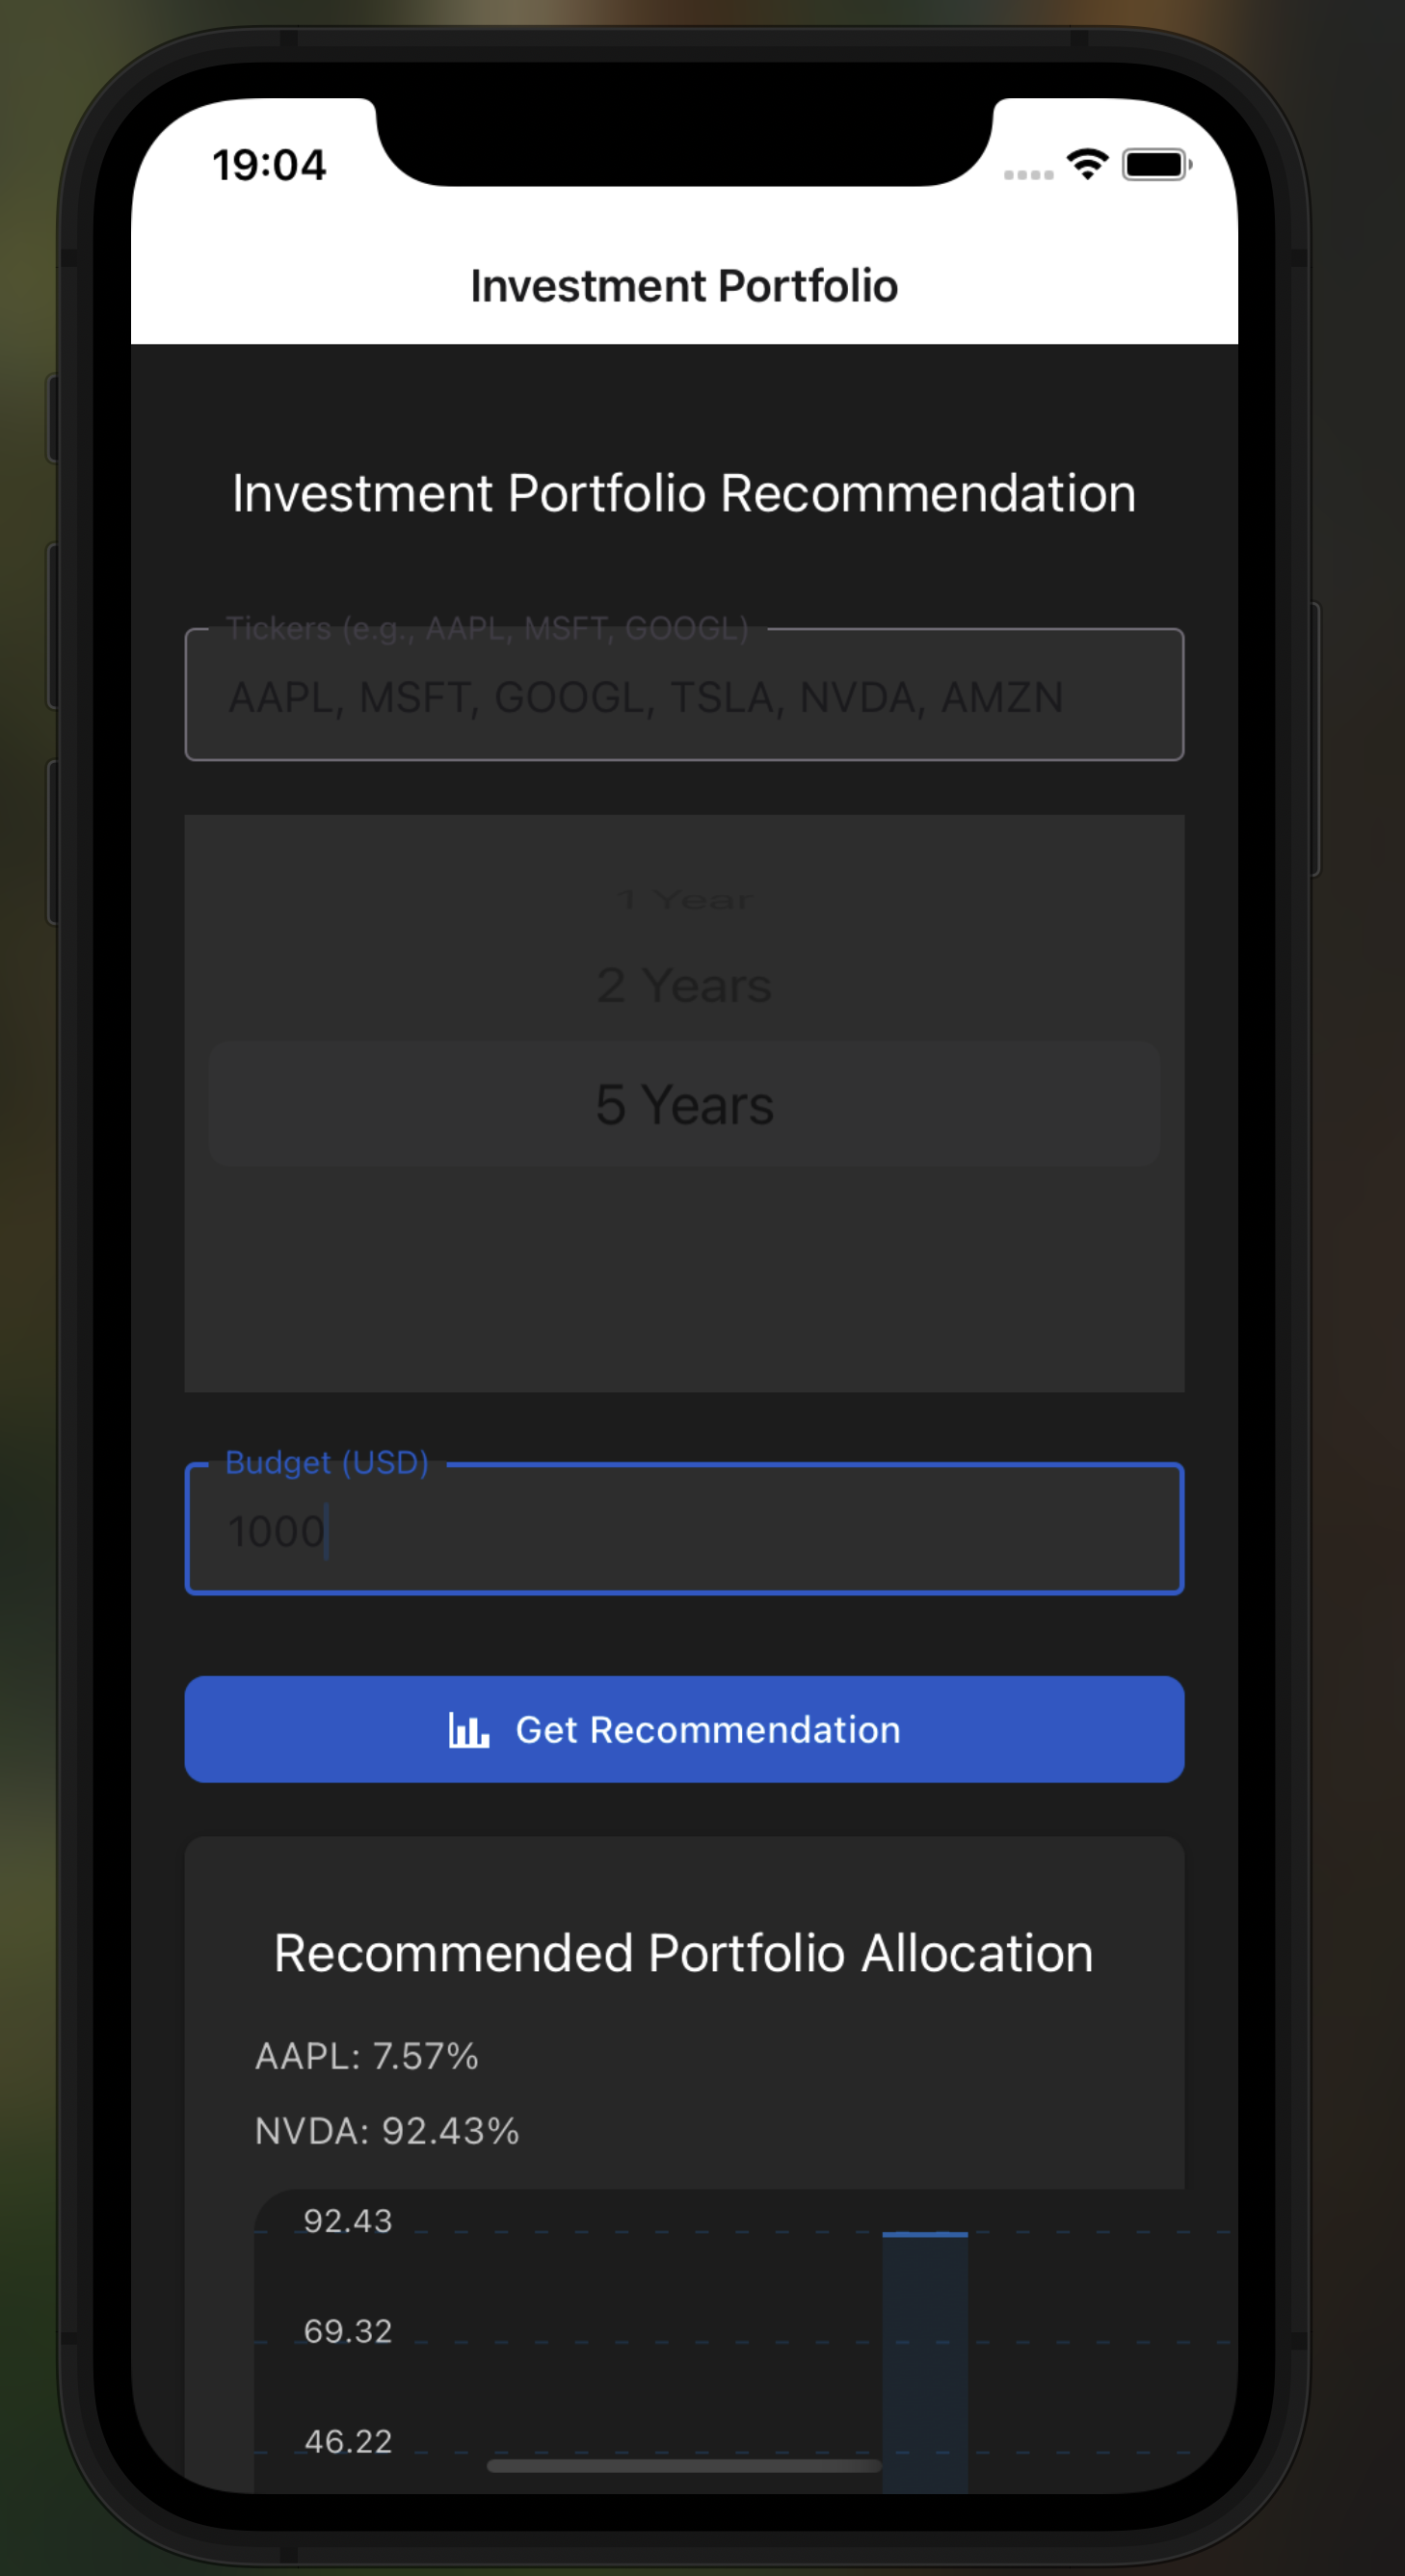 19:04
Investment Portfolio
Investment Portfolio Recommendation
Tickers (e.g., AAPL, MSFT, GOOGL)
AAPL, MSFT, GOOGL, TSLA, NVDA, AMZN
1 Year
2 Years
5 Years
Budget (USD)
1000
Get Recommendation
Recommended Portfolio Allocation
AAPL: 7.57%
NVDA: 92.43%
92.43
69.32
46.22